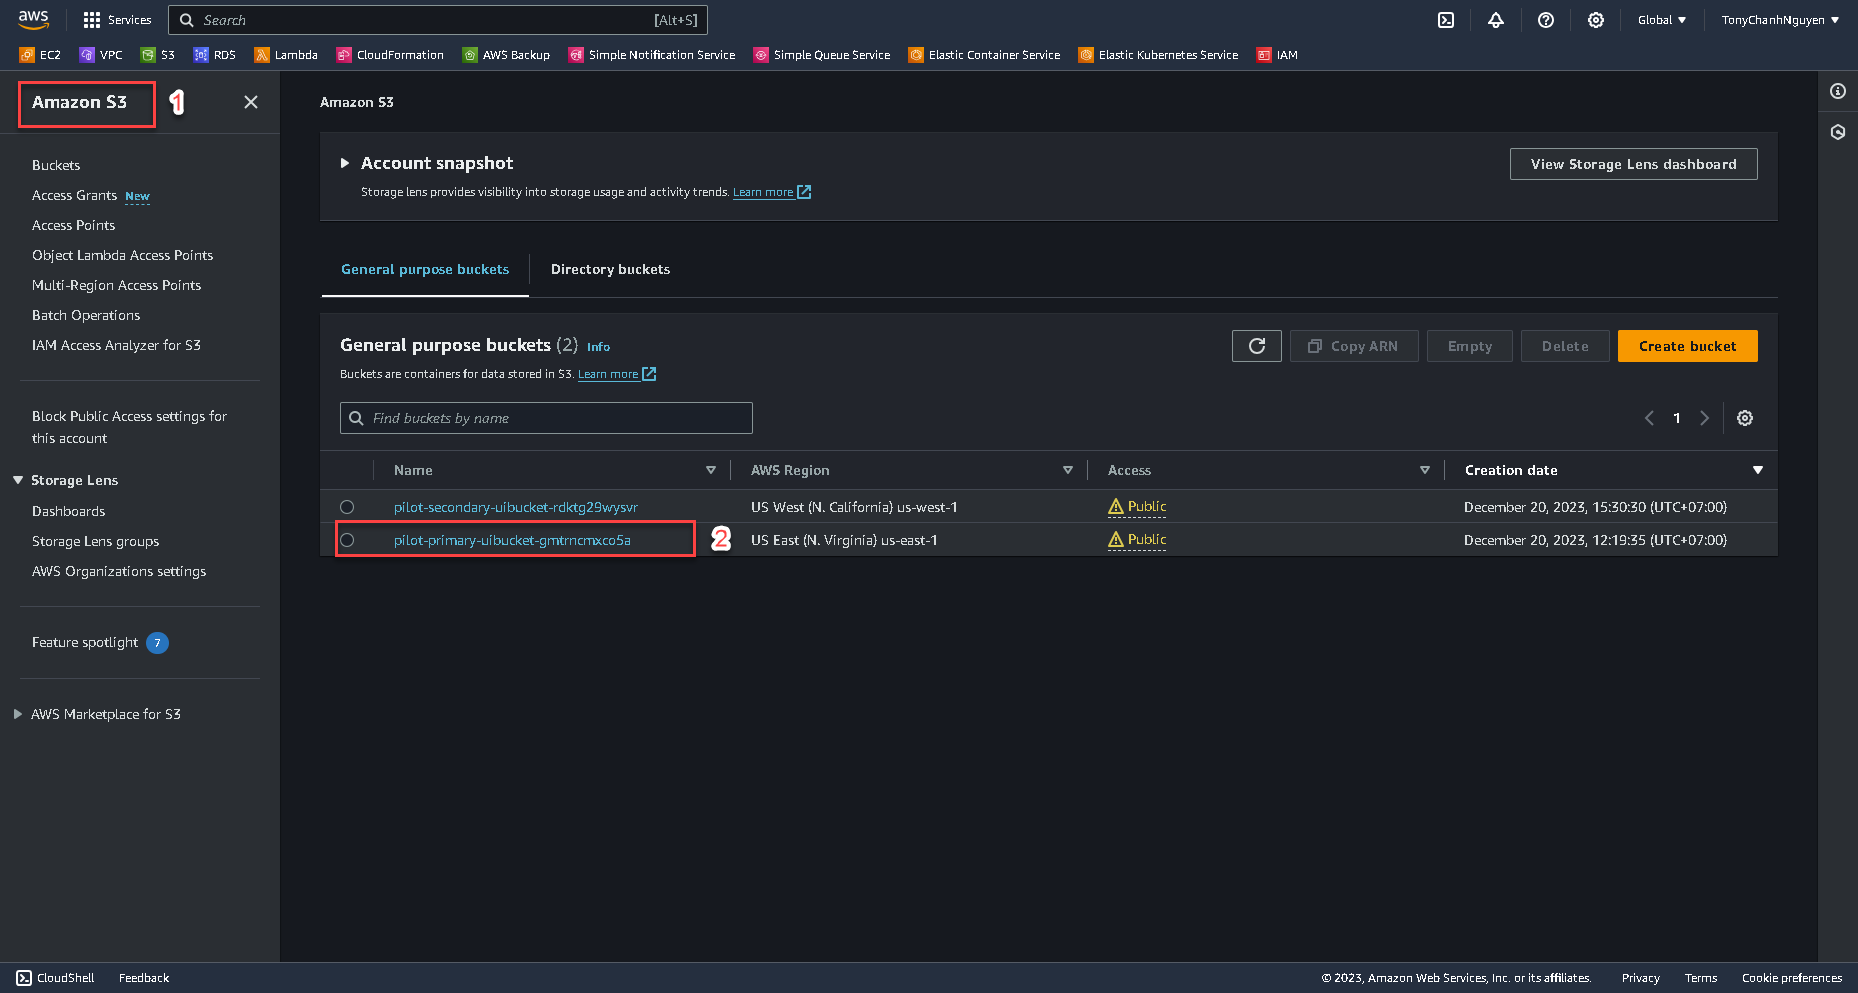 aws
Services
Search [Alt+S]
Global TonyChanhNguyen
EC2 VPC S3 RDS Lambda CloudFormation AWS Backup Simple Notification Service Simple Queue Service Elastic Container Service Elastic Kubernetes Service IAM
Amazon S3 1
Buckets
Access Grants New
Access Points
Object Lambda Access Points
Multi-Region Access Points
Batch Operations
IAM Access Analyzer for S3
Block Public Access settings for
this account
Storage Lens
Dashboards
Storage Lens groups
AWS Organizations settings
Feature spotlight 7
AWS Marketplace for S3
Amazon S3
Account snapshot
View Storage Lens dashboard
Storage lens provides visibility into storage usage and activity trends. Learn more
General purpose buckets Directory buckets
General purpose buckets (2) Info
Copy ARN Empty Delete Create bucket
Buckets are containers for data stored in S3. Learn more
Find buckets by name
1
Name AWS Region Access Creation date
pilot-secondary-uibucket-rdktg29wysvr US West (N. California) us-west-1 Public December 20, 2023, 15:30:30 (UTC+07:00)
pilot-primary-uibucket-gmtrncmxco5a 2 US East (N. Virginia) us-east-1 Public December 20, 2023, 12:19:35 (UTC+07:00)
CloudShell Feedback © 2023, Amazon Web Services, Inc. or its affiliates. Privacy Terms Cookie preferences